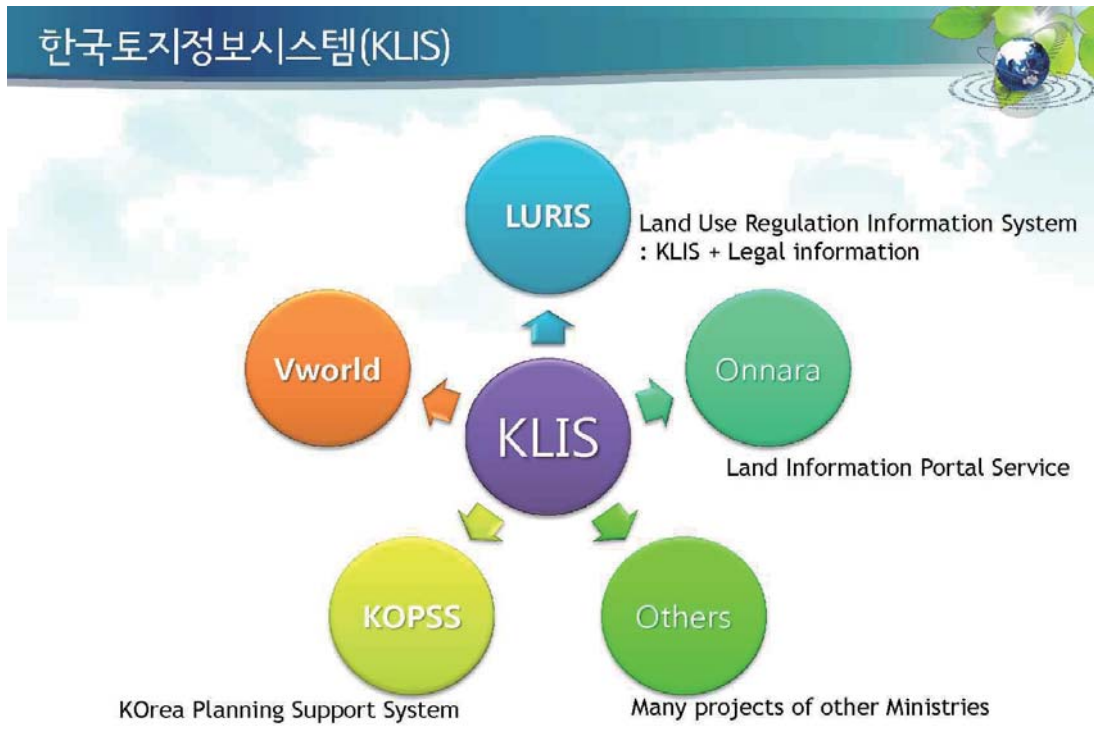 한국토지정보시스템(KLIS)
LURIS
Land Use Regulation Information System
: KLIS + Legal information
Vworld
Onnara
KLIS
Land Information Portal Service
KOPSS
Others
KOrea Planning Support System
Many projects of other Ministries